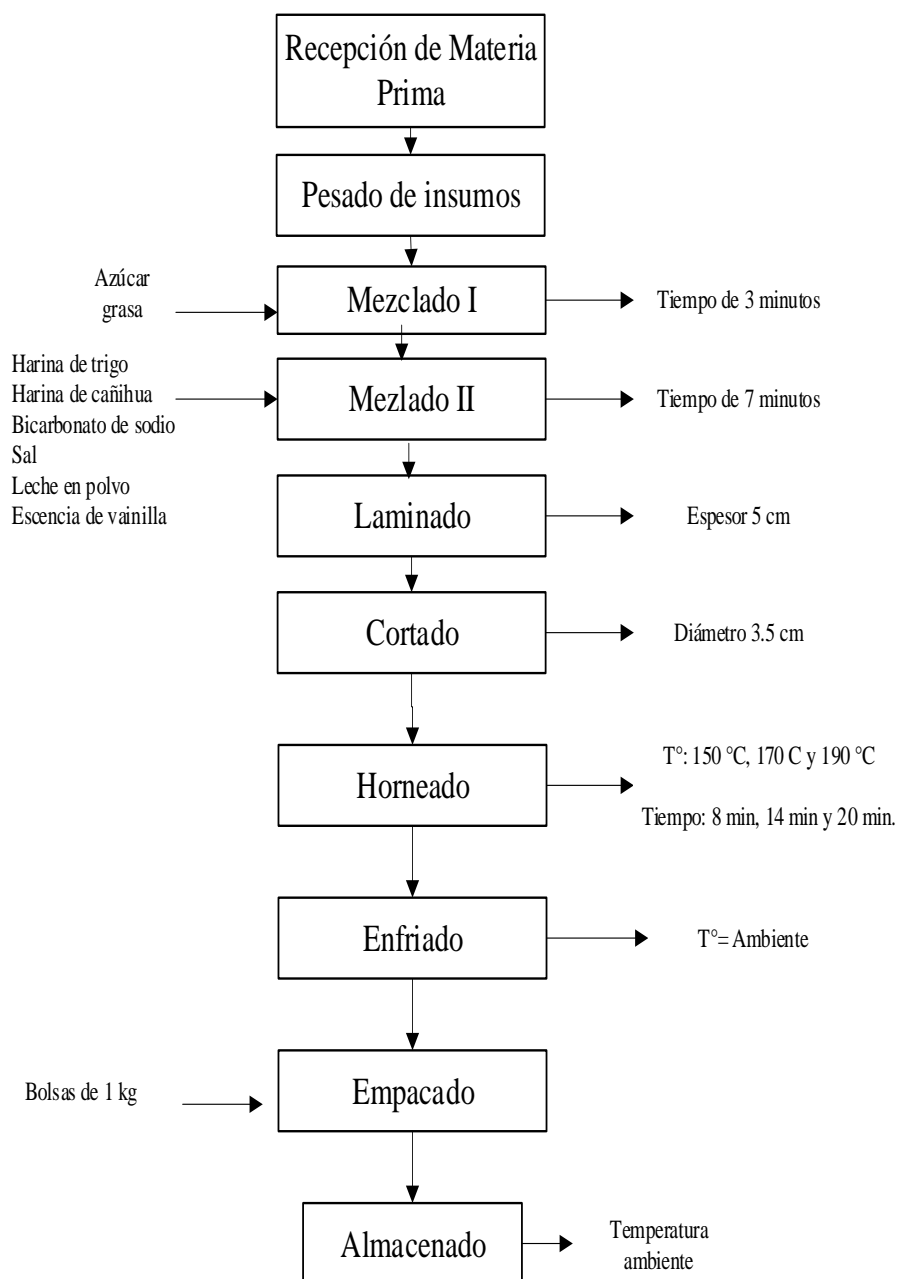 Recepción de Materia
Prima
Pesado de insumos
Azúcar
grasa
Mezclado I
Tiempo de 3 minutos
Harina de trigo
Harina de cañihua
Bicarbonato de sodio
Sal
Leche en polvo
Escencia de vainilla
Mezlado II
Tiempo de 7 minutos
Laminado
Espesor 5 cm
Cortado
Diámetro 3.5 cm
Horneado
T°: 150 °C, 170 C y 190 °C
Tiempo: 8 min, 14 min y 20 min.
Enfriado
T°= Ambiente
Bolsas de 1 kg
Empacado
Almacenado
Temperatura
ambiente